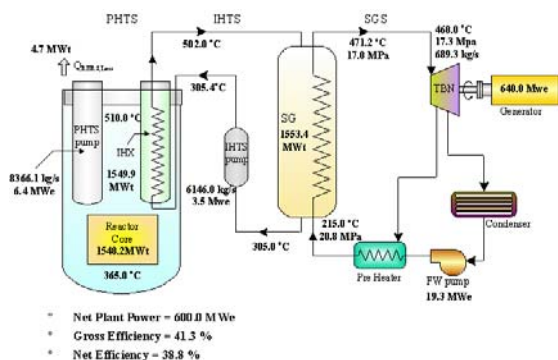 PHTS
IHTS
SGS
4.7 MWt
502.0 °C
471.2 °C
17.0 MPa
460.0 °C
17.3 Mpa
689.3 kg/s
305.4°C
TBN
640.0 Mwe
Generator
PHTS
pump
510.0°C
IHX
1549.9
MWt
IHTS
pump
SG
1553.4
MWt
8366.1 kg/s
6.4 MWe
6146.0 kg/s
3.5 Mwe
Condenser
Reactor
Core
1548.2MWt
365.0 °C
305.0 °C
215.0 °C
20.8 MPa
Pre Heater
FW pump
19.3 MWe
* Net Plant Power = 600.0 MWe
* Gross Efficiency = 41.3 %
* Net Efficiency = 38.8 %